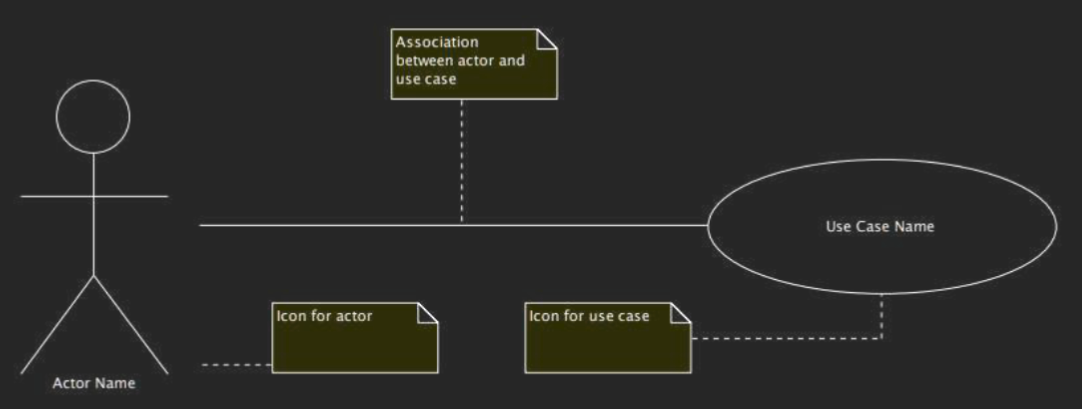 Association
between actor and
use case
Use Case Name
Icon for actor
Icon for use case
Actor Name